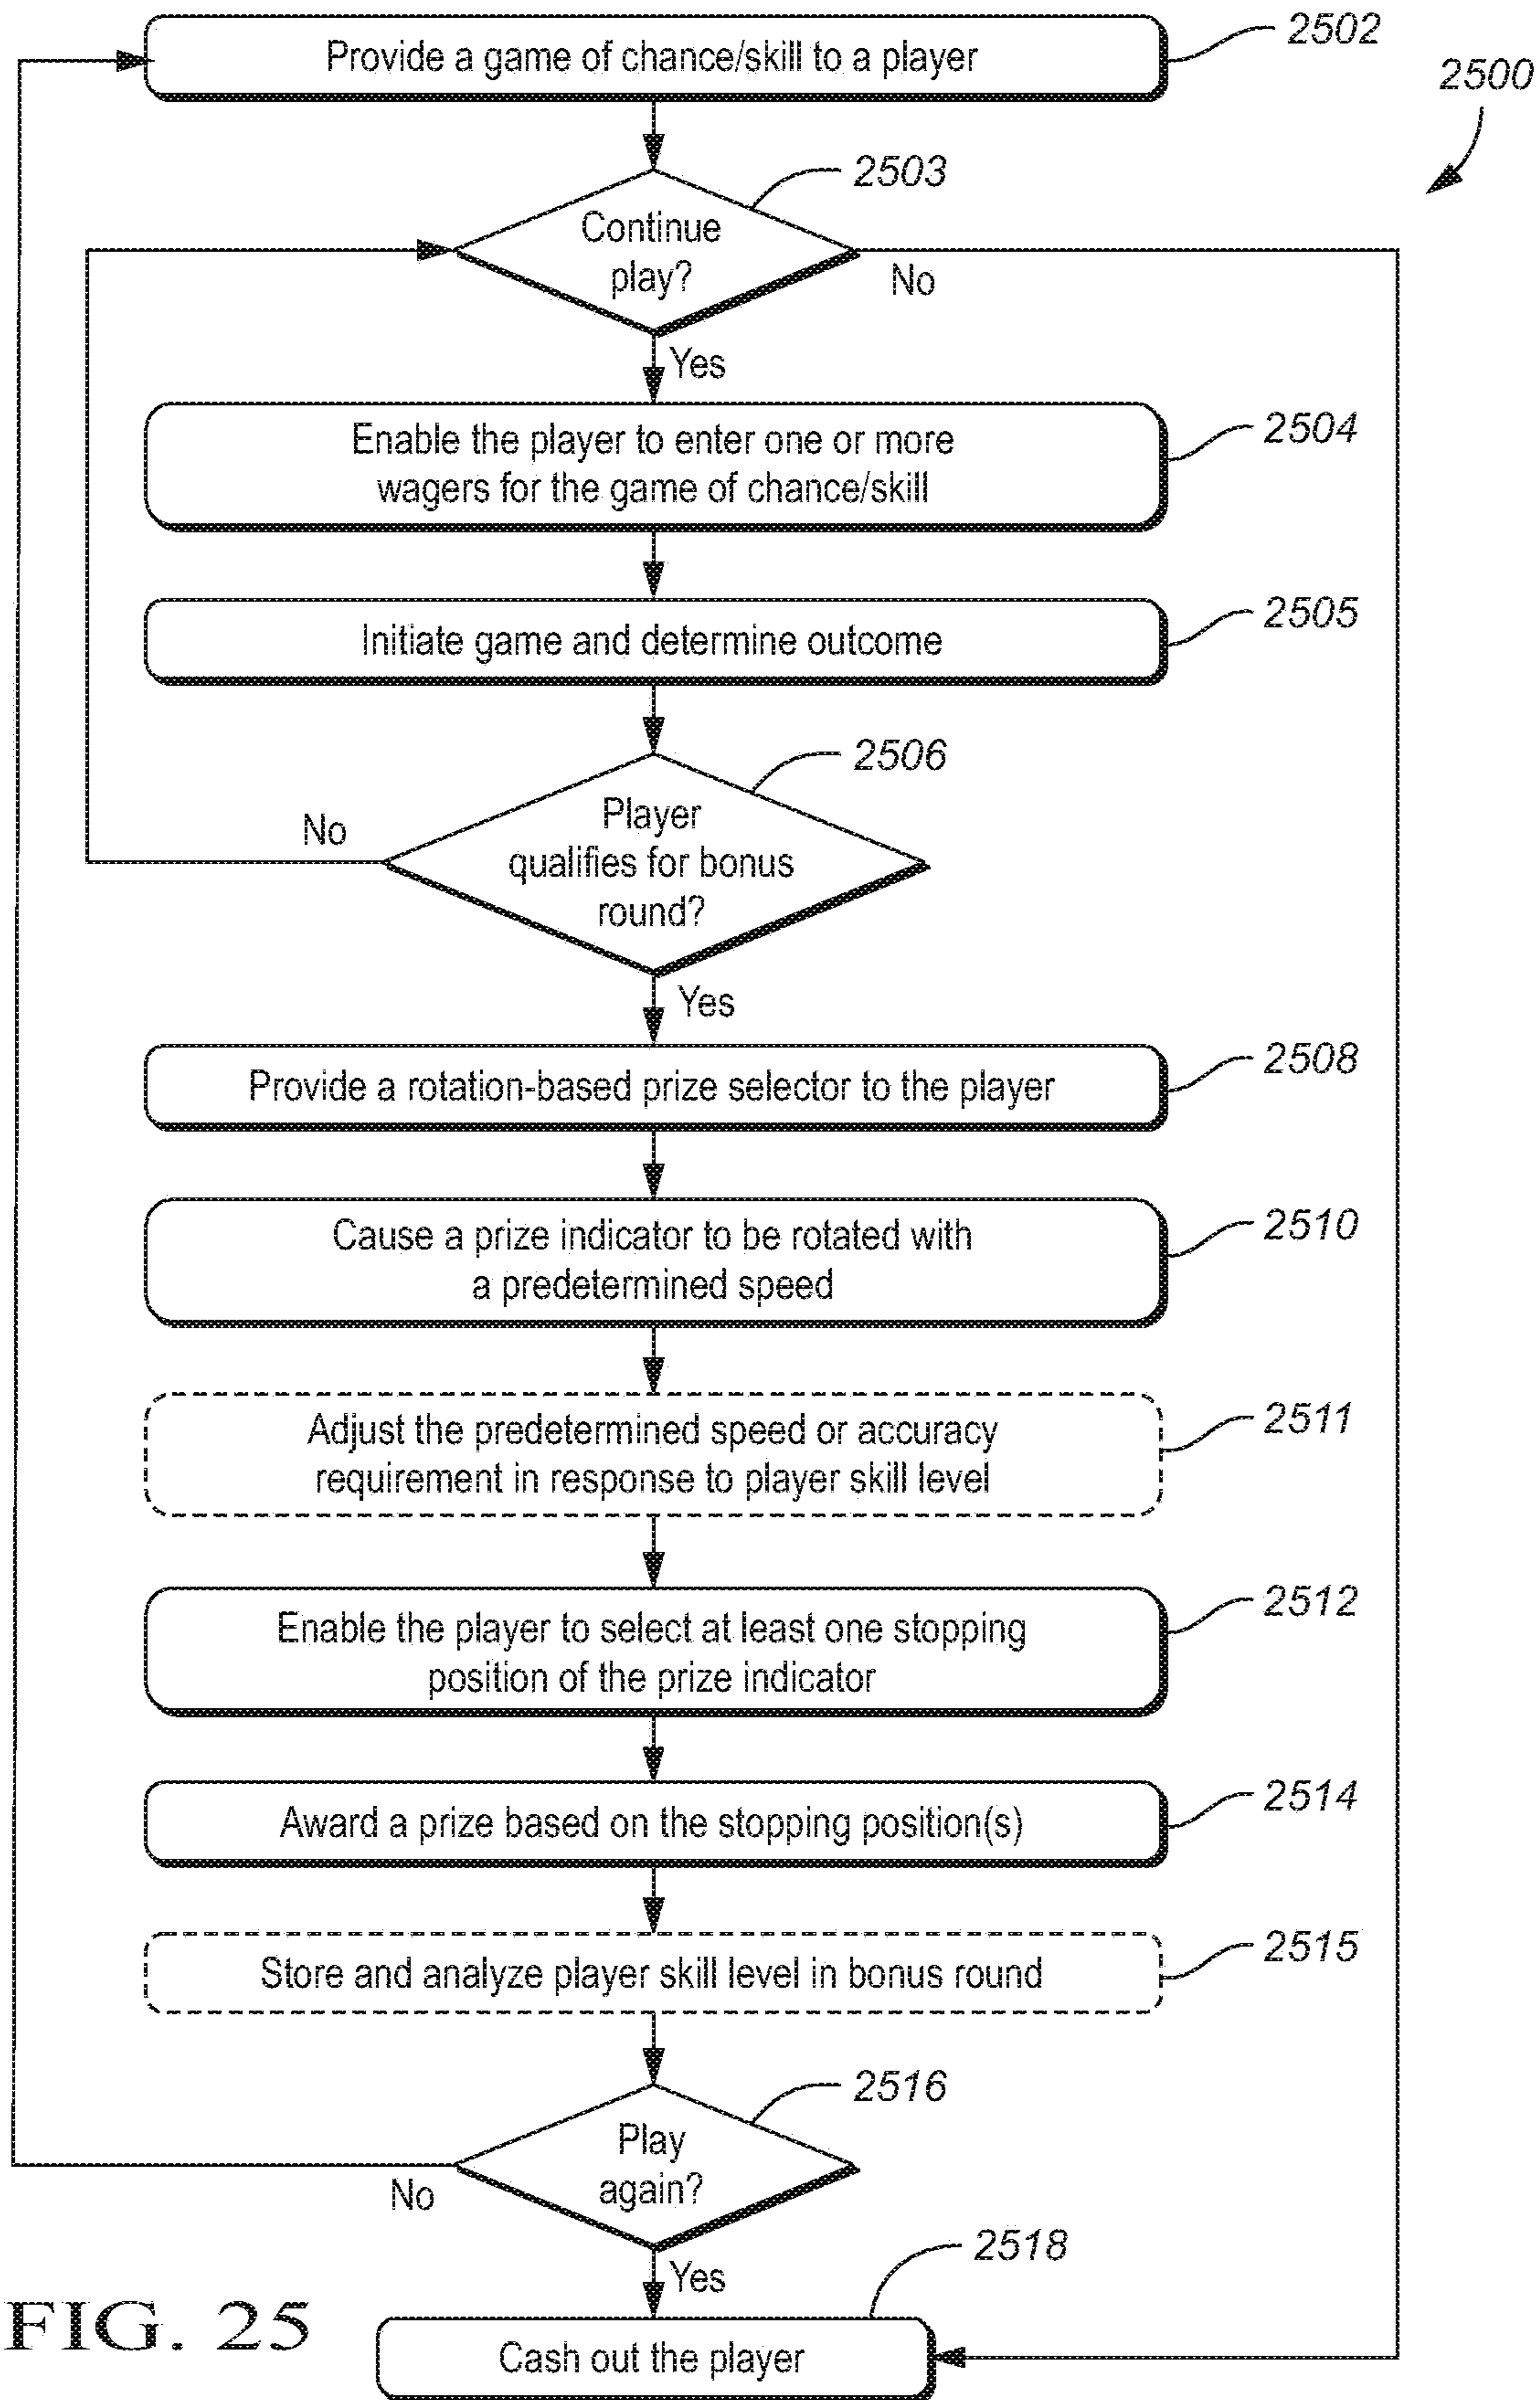 Provide a game of chance/skill to a player
2502
2500
2503
Continue
play?
No
Yes
Enable the player to enter one or more
wagers for the game of chance/skill
2504
Initiate game and determine outcome
2505
2506
Player
qualifies for bonus
round?
No
Yes
Provide a rotation-based prize selector to the player
2508
Cause a prize indicator to be rotated with
a predetermined speed
2510
Adjust the predetermined speed or accuracy
requirement in response to player skill level
2511
Enable the player to select at least one stopping
position of the prize indicator
2512
Award a prize based on the stopping position(s)
2514
Store and analyze player skill level in bonus round
2515
2516
Play
again?
No
Yes
2518
Cash out the player
FIG. 25